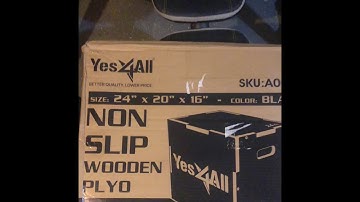 Yes4All
BETTER QUALITY, LOWER PRICE
SKU:A0
SIZE: 24" x 20" x 16" - COLOR: BLA
NON
SLIP
WOODEN
PLYO
Yes4All